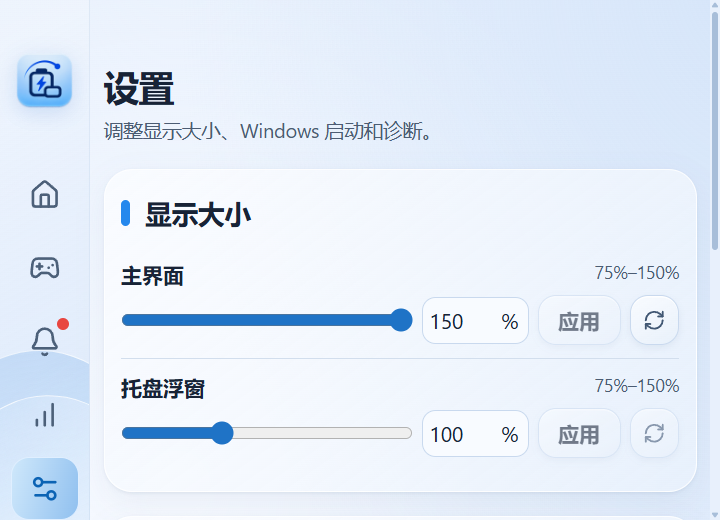 设置
调整显示大小、Windows 启动和诊断。
显示大小
主界面 75%–150%
150 % 应用
托盘浮窗 75%–150%
100 % 应用